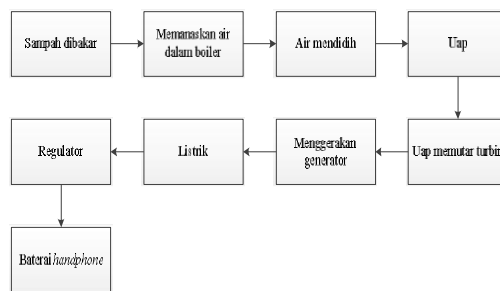 Sampah dibakar
Memanaskan air
dalam boiler
Air mendidih
Uap
Regulator
Listrik
Menggerakan
generator
Uap memutar turbin
Baterai handphone